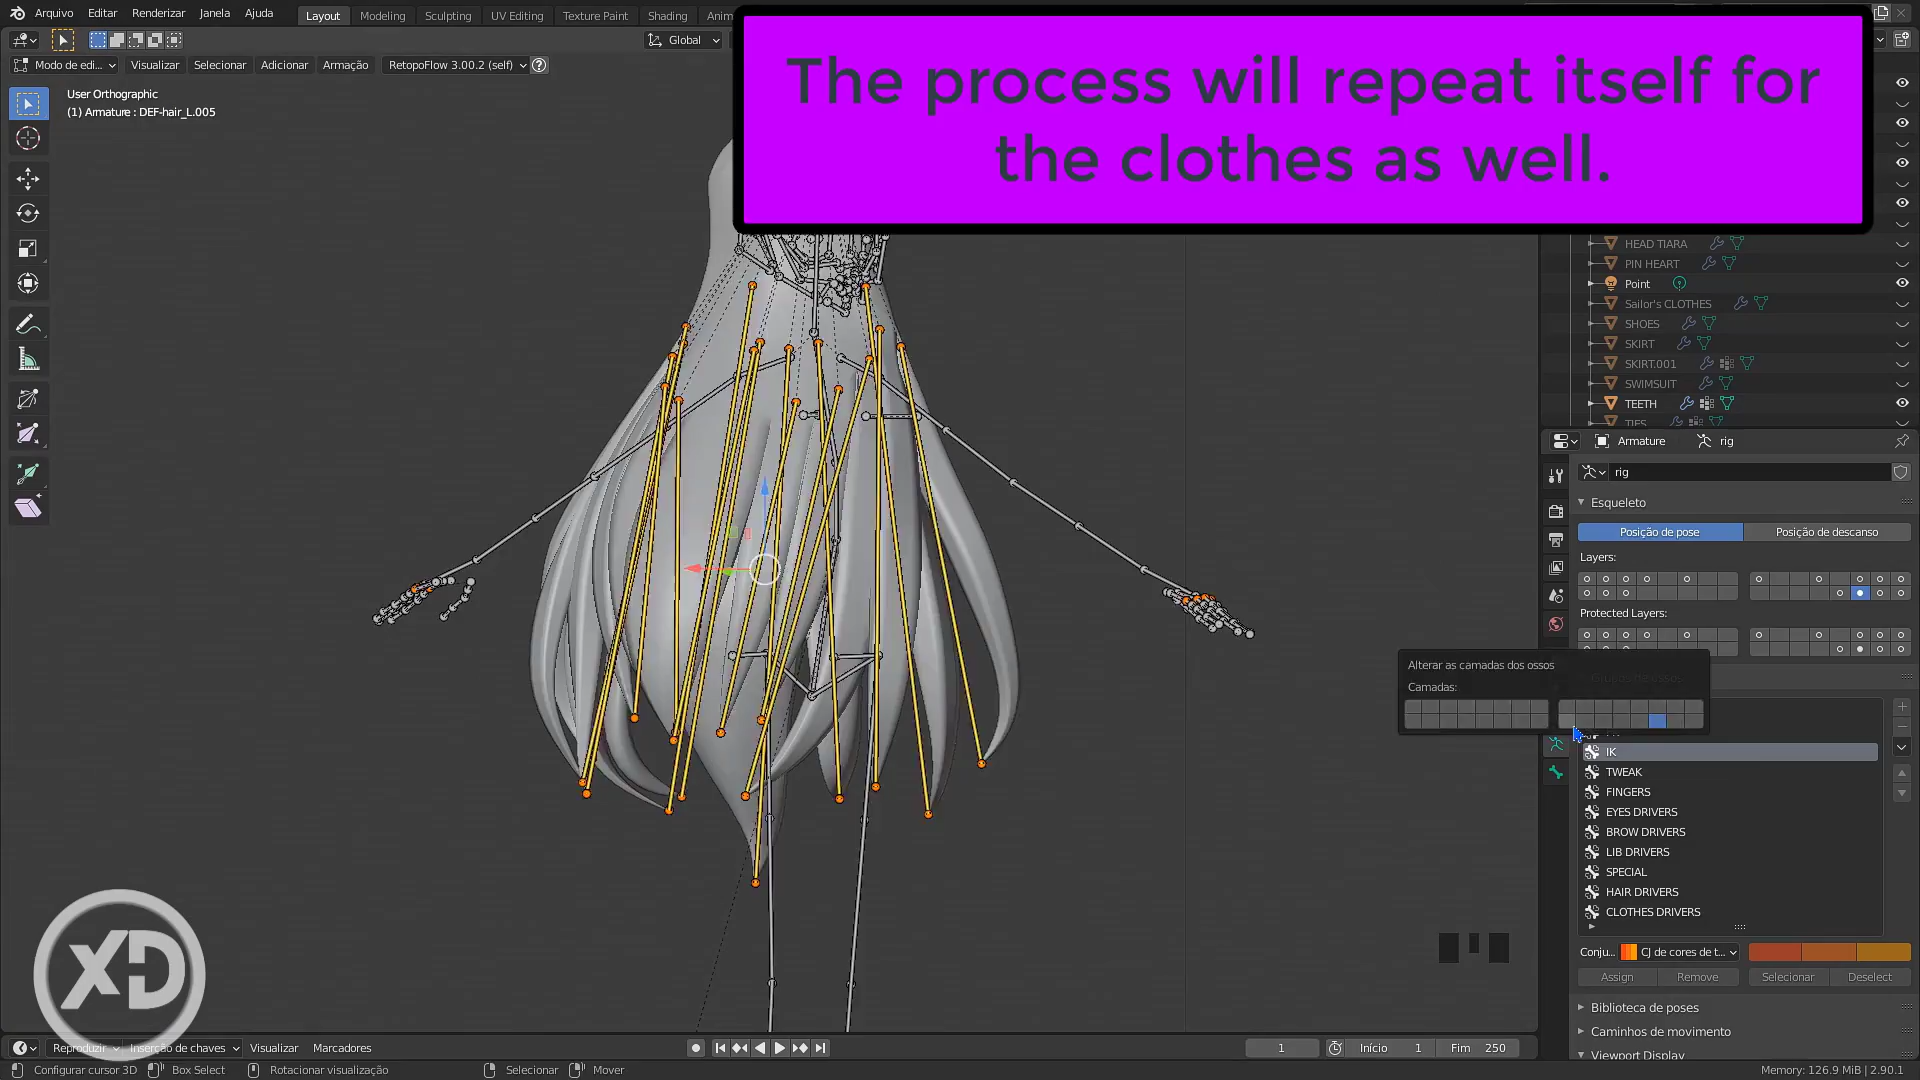 Arquivo Editar Renderizar Janela Ajuda Layout Modeling Sculpting UV Editing Texture Paint Shading Anim
Global
Modo de edi... Visualizar Selecionar Adicionar Armação RetopoFlow 3.00.2 (self)
The process will repeat itself for
the clothes as well.
User Orthographic
(1) Armature : DEF-hair_L.005
HEAD TIARA
PIN HEART
Point
Sailor's CLOTHES
SHOES
SKIRT
SKIRT.001
SWIMSUIT
TEETH
TIES
Armature rig
rig
Esqueleto
Posição de pose Posição de descanso
Layers:
Protected Layers:
Alterar as camadas dos ossos
Camadas:
IK
TWEAK
FINGERS
EYES DRIVERS
BROW DRIVERS
LIB DRIVERS
SPECIAL
HAIR DRIVERS
CLOTHES DRIVERS
Conju... CJ de cores de t...
Assign Remove Selecionar Deselect
Biblioteca de poses
Caminhos de movimento
Viewport Display
XD
Reproduzir Inserção de chaves Visualizar Marcadores 1 Início 1 Fim 250
Configurar cursor 3D Box Select Rotacionar visualização Selecionar Mover Memory: 126.9 MiB | 2.90.1